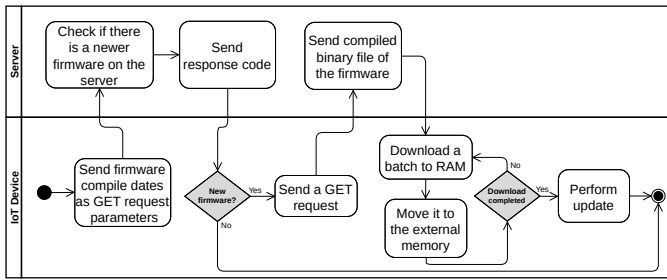 Server
Check if there
is a newer
firmware on the
server
Send
response code
Send compiled
binary file of
the firmware
IoT Device
Send firmware
compile dates
as GET request
parameters
New
firmware?
Yes
No
Send a GET
request
Download a
batch to RAM
Move it to
the external
memory
No
Download
completed
Yes
Perform
update